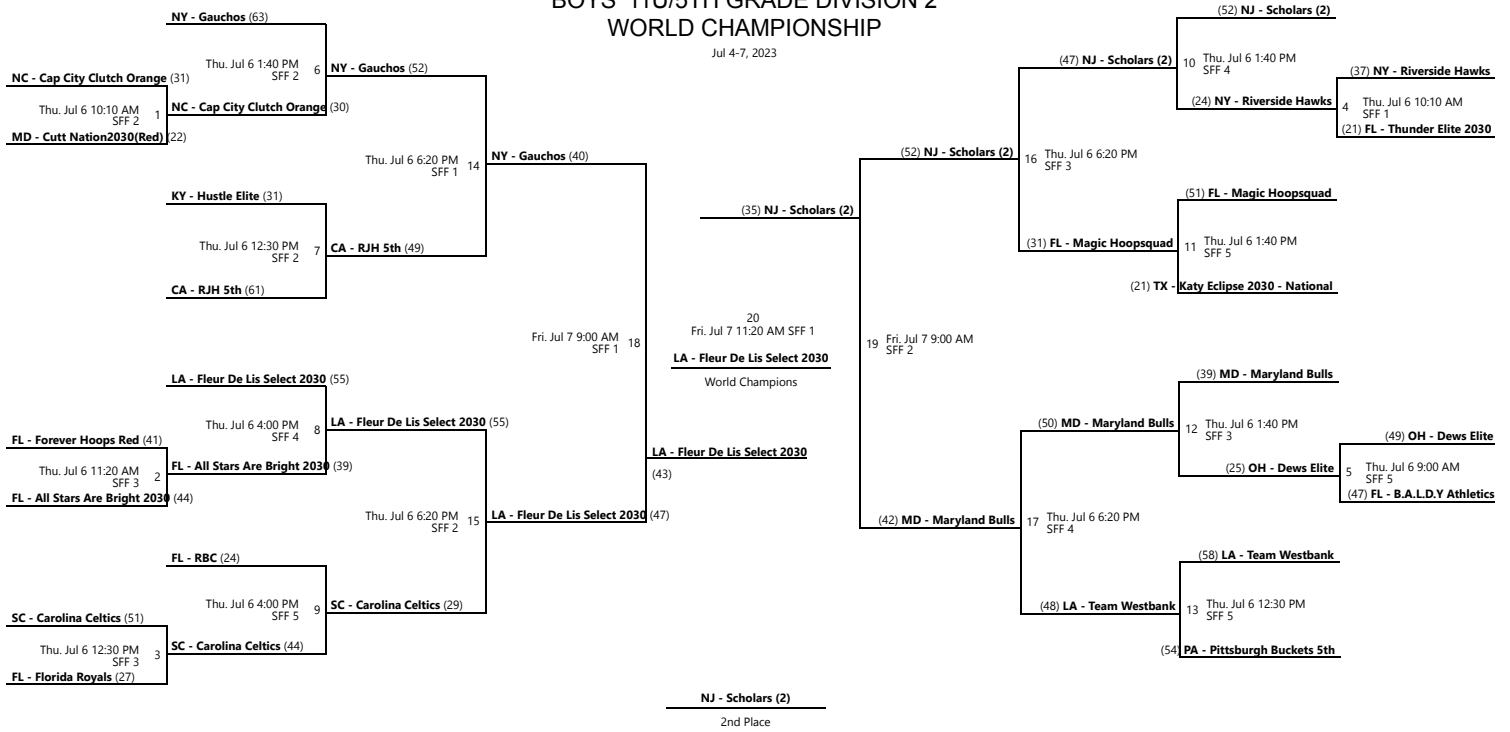 BOYS' 11U/5TH GRADE DIVISION 2
WORLD CHAMPIONSHIP
Jul 4-7, 2023
NY - Gauchos (63)
Thu. Jul 6 1:40 PM 6
SFF 2
NY - Gauchos (52)
NC - Cap City Clutch Orange (31)
Thu. Jul 6 10:10 AM 1
SFF 2
NC - Cap City Clutch Orange (30)
MD - Cutt Nation2030(Red) (22)
Thu. Jul 6 6:20 PM 14
SFF 1
NY - Gauchos (40)
KY - Hustle Elite (31)
Thu. Jul 6 12:30 PM 7
SFF 2
CA - RJH 5th (49)
CA - RJH 5th (61)
Fri. Jul 7 9:00 AM 18
SFF 1
LA - Fleur De Lis Select 2030 (55)
Thu. Jul 6 4:00 PM 8
SFF 4
LA - Fleur De Lis Select 2030 (55)
FL - Forever Hoops Red (41)
Thu. Jul 6 11:20 AM 2
SFF 3
FL - All Stars Are Bright 2030 (39)
FL - All Stars Are Bright 2030 (44)
LA - Fleur De Lis Select 2030
(43)
Thu. Jul 6 6:20 PM 15
SFF 2
LA - Fleur De Lis Select 2030 (47)
FL - RBC (24)
Thu. Jul 6 4:00 PM 9
SFF 5
SC - Carolina Celtics (29)
SC - Carolina Celtics (51)
Thu. Jul 6 12:30 PM 3
SFF 3
SC - Carolina Celtics (44)
FL - Florida Royals (27)
(35) NJ - Scholars (2)
20
Fri. Jul 7 11:20 AM SFF 1
LA - Fleur De Lis Select 2030
World Champions
(52) NJ - Scholars (2)
10 Thu. Jul 6 1:40 PM
SFF 4
(47) NJ - Scholars (2)
(37) NY - Riverside Hawks
(24) NY - Riverside Hawks
4 Thu. Jul 6 10:10 AM
SFF 1
(21) FL - Thunder Elite 2030
(52) NJ - Scholars (2)
16 Thu. Jul 6 6:20 PM
SFF 3
(51) FL - Magic Hoopsquad
(31) FL - Magic Hoopsquad
11 Thu. Jul 6 1:40 PM
SFF 5
(21) TX - Katy Eclipse 2030 - National
19 Fri. Jul 7 9:00 AM
SFF 2
(39) MD - Maryland Bulls
(50) MD - Maryland Bulls
12 Thu. Jul 6 1:40 PM
SFF 3
(49) OH - Dews Elite
(25) OH - Dews Elite
5 Thu. Jul 6 9:00 AM
SFF 5
(47) FL - B.A.L.D.Y Athletics
(42) MD - Maryland Bulls
17 Thu. Jul 6 6:20 PM
SFF 4
(58) LA - Team Westbank
(48) LA - Team Westbank
13 Thu. Jul 6 12:30 PM
SFF 5
(54) PA - Pittsburgh Buckets 5th
NJ - Scholars (2)
2nd Place